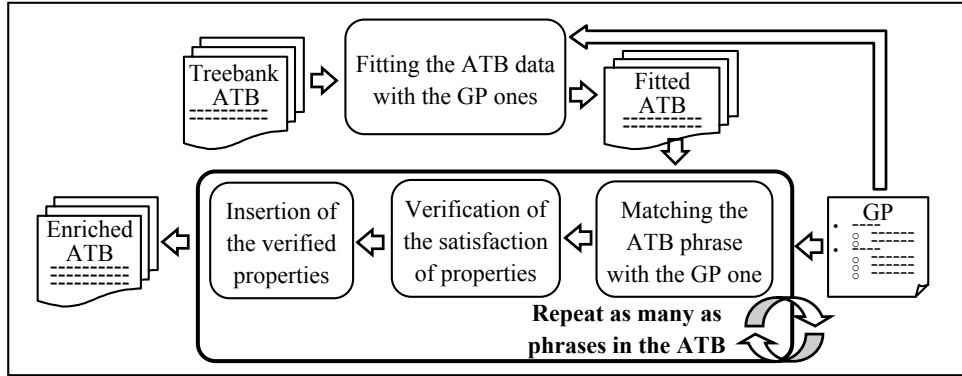 Treebank
ATB
Fitting the ATB data
with the GP ones
Fitted
ATB
Enriched
ATB
Insertion of
the verified
properties
Verification of
the satisfaction
of properties
Matching the
ATB phrase
with the GP one
GP
Repeat as many as
phrases in the ATB